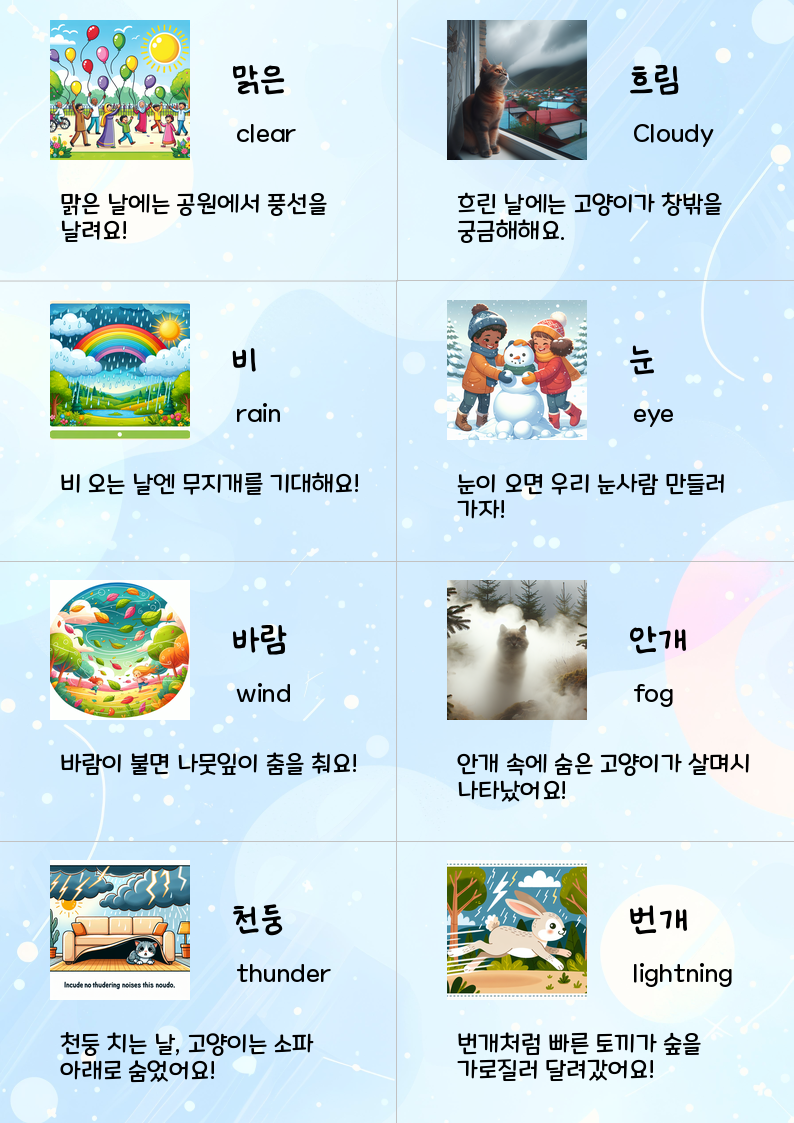 맑은
clear
맑은 날에는 공원에서 풍선을
날려요!
흐림
Cloudy
흐린 날에는 고양이가 창밖을
궁금해해요.
비
rain
비 오는 날엔 무지개를 기대해요!
눈
eye
눈이 오면 우리 눈사람 만들러
가자!
바람
wind
바람이 불면 나뭇잎이 춤을 춰요!
안개
fog
안개 속에 숨은 고양이가 살며시
나타났어요!
Incude no thudering noises this noudo.
천둥
thunder
천둥 치는 날, 고양이는 소파
아래로 숨었어요!
번개
lightning
번개처럼 빠른 토끼가 숲을
가로질러 달려갔어요!